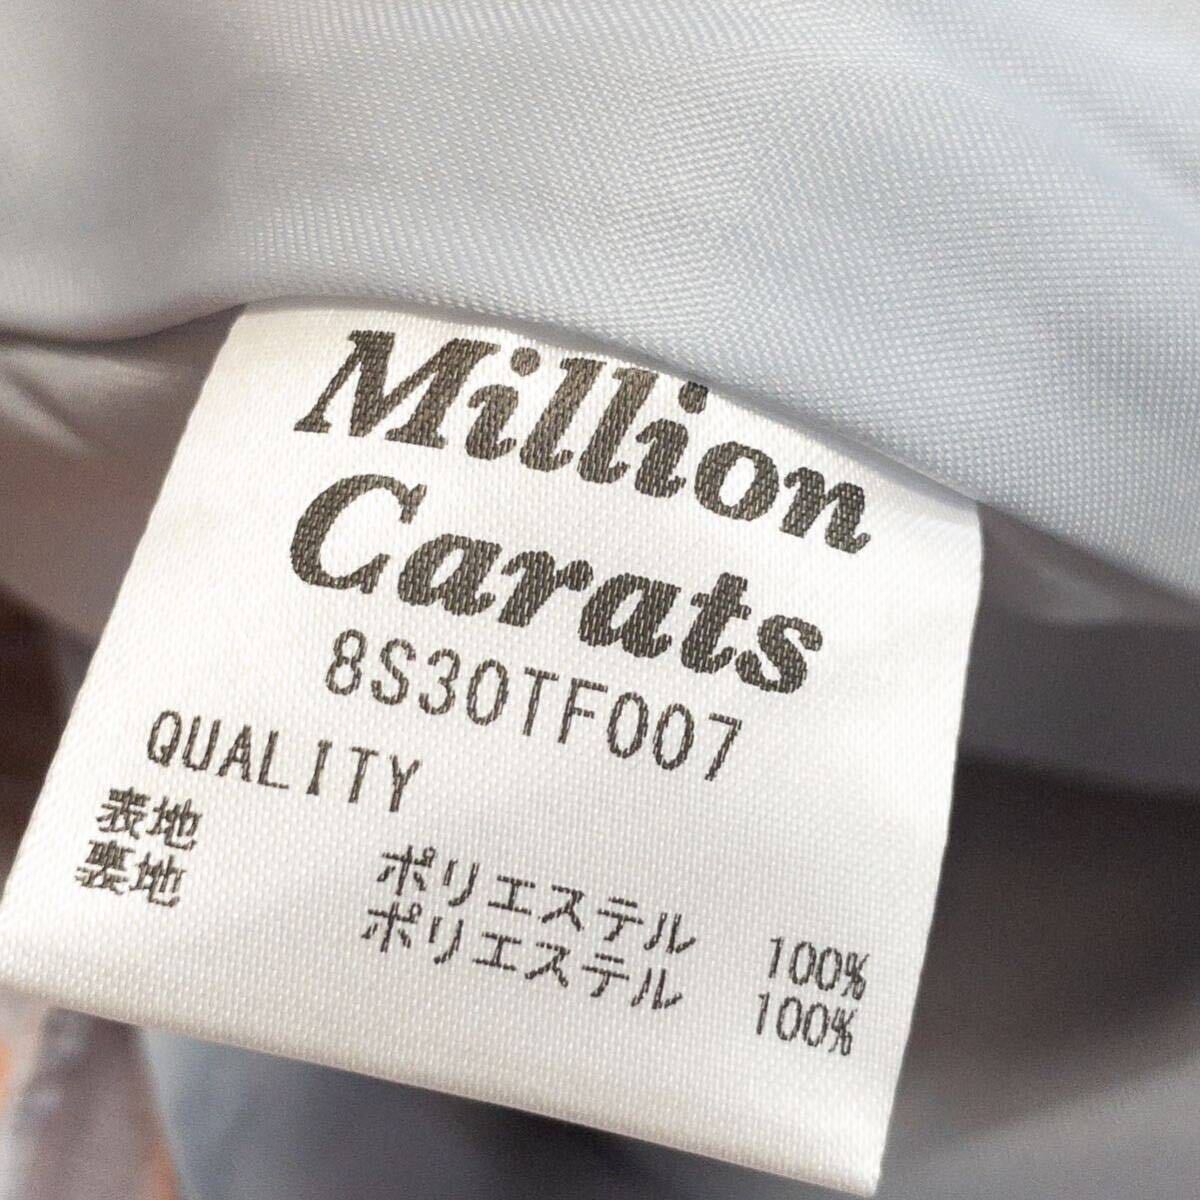 Million
Carats
8S30TF007
QUALITY
表地 ポリエステル 100%
裏地 ポリエステル 100%